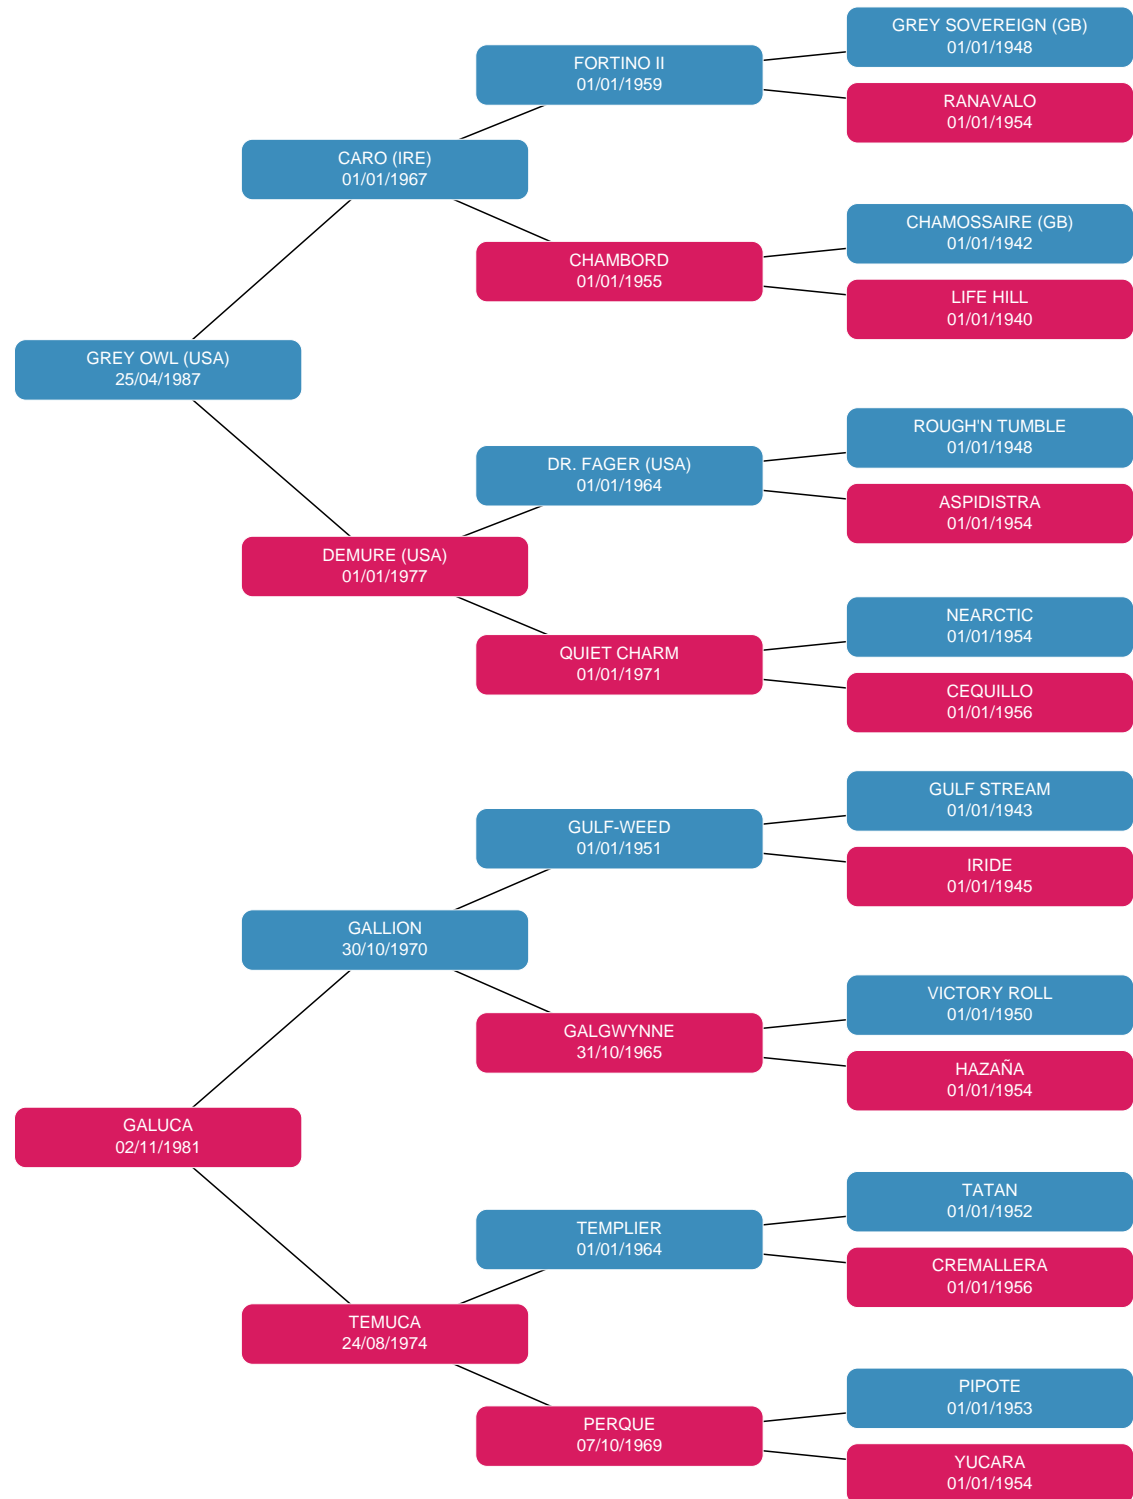 GREY SOVEREIGN (GB)
01/01/1948
FORTINO II
01/01/1959
RANAVALO
01/01/1954
CARO (IRE)
01/01/1967
CHAMOSSAIRE (GB)
01/01/1942
CHAMBORD
01/01/1955
LIFE HILL
01/01/1940
GREY OWL (USA)
25/04/1987
ROUGH'N TUMBLE
01/01/1948
DR. FAGER (USA)
01/01/1964
ASPIDISTRA
01/01/1954
DEMURE (USA)
01/01/1977
NEARCTIC
01/01/1954
QUIET CHARM
01/01/1971
CEQUILLO
01/01/1956
GULF STREAM
01/01/1943
GULF-WEED
01/01/1951
IRIDE
01/01/1945
GALLION
30/10/1970
VICTORY ROLL
01/01/1950
GALGWYNNE
31/10/1965
HAZAÑA
01/01/1954
GALUCA
02/11/1981
TATAN
01/01/1952
TEMPLIER
01/01/1964
CREMALLERA
01/01/1956
TEMUCA
24/08/1974
PIPOTE
01/01/1953
PERQUE
07/10/1969
YUCARA
01/01/1954